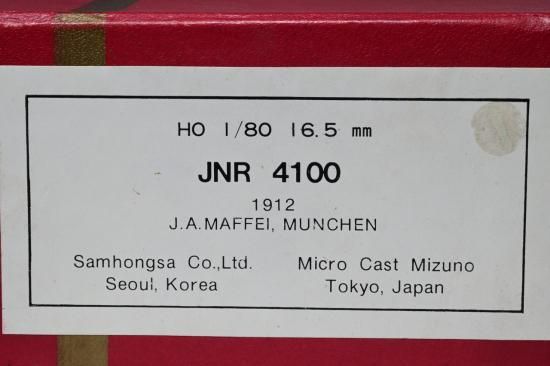 HO 1/80 16.5 mm
JNR 4100
1912
J.A.MAFFEI, MUNCHEN
Samhongsa Co.,Ltd. Micro Cast Mizuno
Seoul, Korea Tokyo, Japan